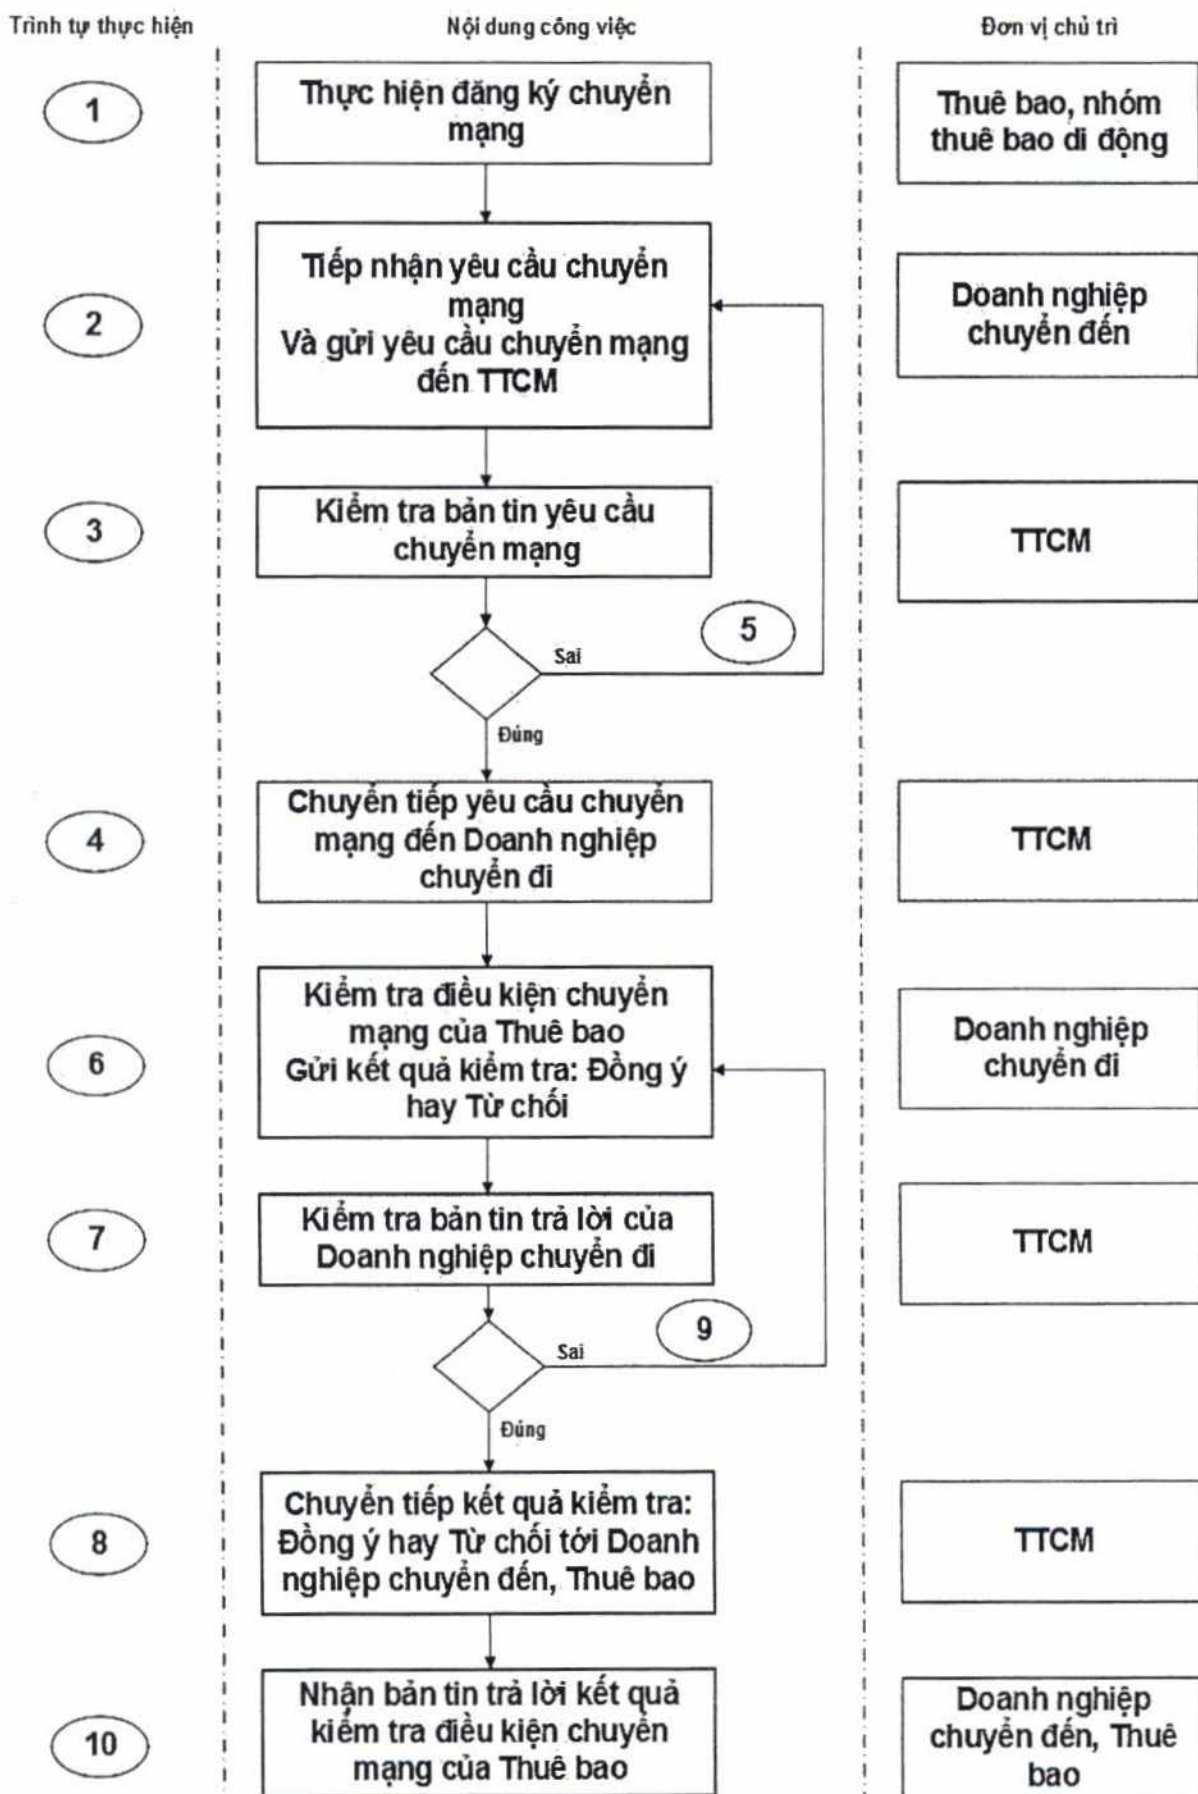 Trình tự thực hiện
Nội dung công việc
Đơn vị chủ trì
1
Thực hiện đăng ký chuyển
mạng
Thuê bao, nhóm
thuê bao di động
2
Tiếp nhận yêu cầu chuyển
mạng
Và gửi yêu cầu chuyển mạng
đến TTCM
Doanh nghiệp
chuyển đến
3
Kiểm tra bản tin yêu cầu
chuyển mạng
TTCM
5
Sai
Đúng
4
Chuyển tiếp yêu cầu chuyển
mạng đến Doanh nghiệp
chuyển đi
TTCM
6
Kiểm tra điều kiện chuyển
mạng của Thuê bao
Gửi kết quả kiểm tra: Đồng ý
hay Từ chối
Doanh nghiệp
chuyển đi
7
Kiểm tra bản tin trả lời của
Doanh nghiệp chuyển đi
TTCM
9
Sai
Đúng
8
Chuyển tiếp kết quả kiểm tra:
Đồng ý hay Từ chối tới Doanh
nghiệp chuyển đến, Thuê bao
TTCM
10
Nhận bản tin trả lời kết quả
kiểm tra điều kiện chuyển
mạng của Thuê bao
Doanh nghiệp
chuyển đến, Thuê
bao